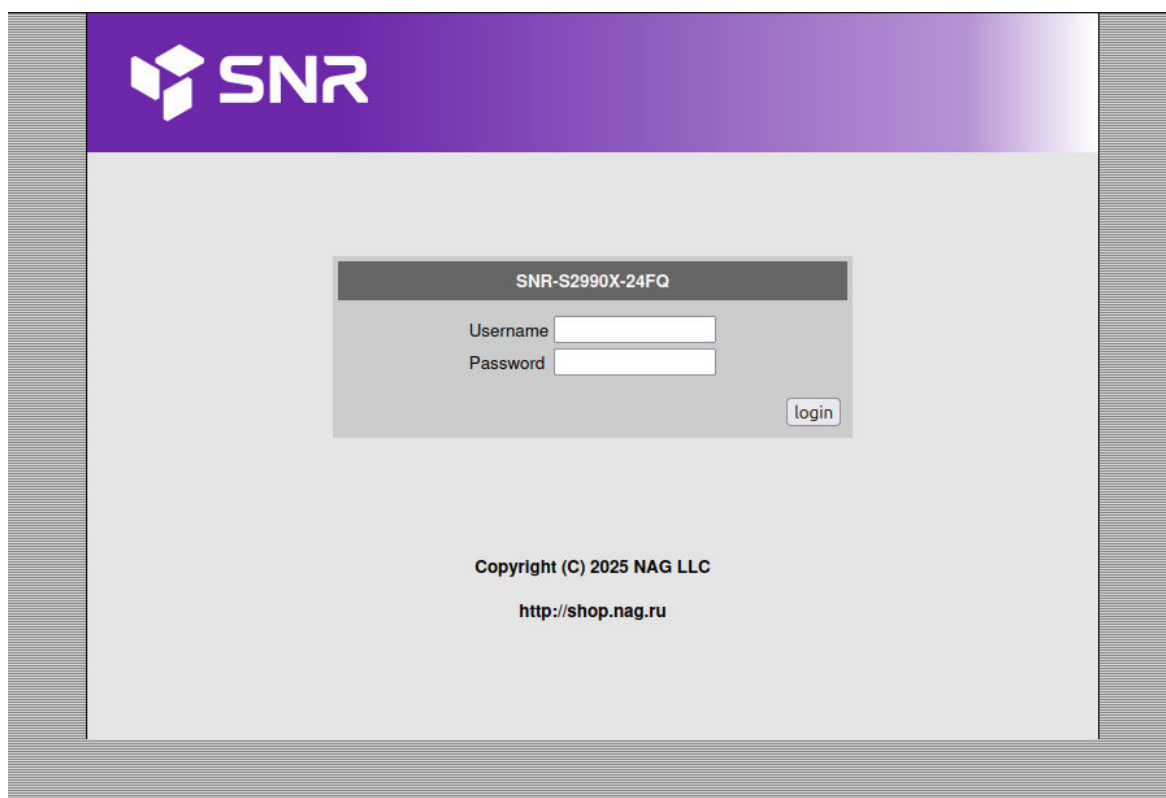 SNR
SNR-S2990X-24FQ
Username
Password
login
Copyright (C) 2025 NAG LLC
http://shop.nag.ru